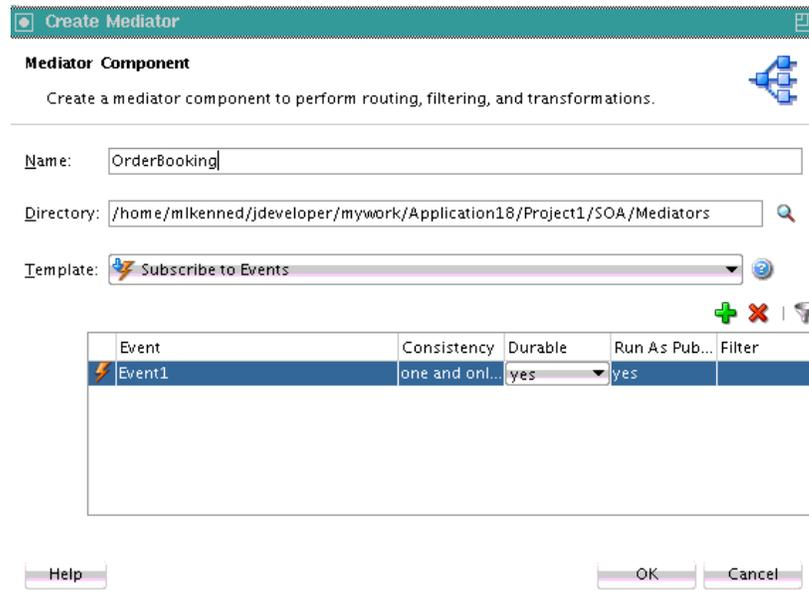 Create Mediator
Mediator Component
Create a mediator component to perform routing, filtering, and transformations.
Name: OrderBooking
Directory: /home/mlkenned/jdeveloper/mywork/Application18/Project1/SOA/Mediators
Template: Subscribe to Events
Event Consistency Durable Run As Pub... Filter
Event1 one and onl... yes yes
Help OK Cancel